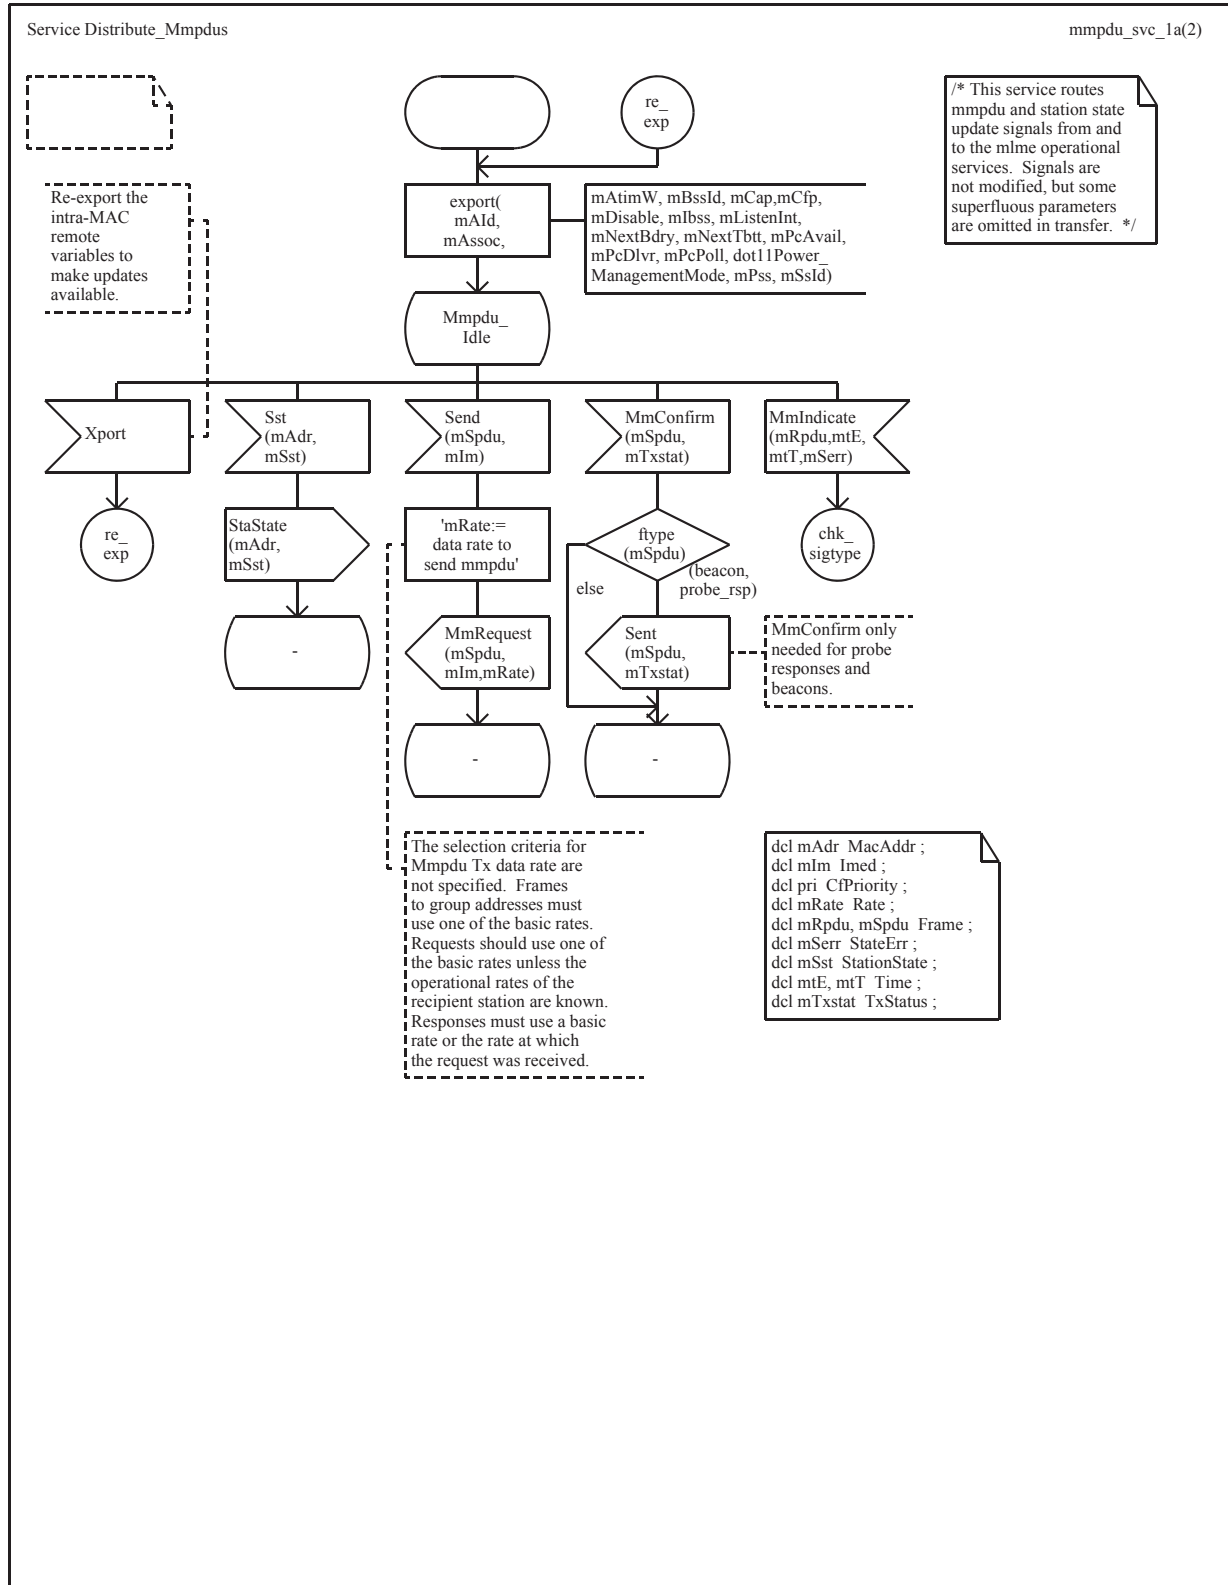 Service Distribute_Mmpdus
mmpdu_svc_1a(2)
re_
exp
/* This service routes
mmpdu and station state
update signals from and
to the mlme operational
services.  Signals are
not modified, but some
superfluous parameters
are omitted in transfer.  */
Re-export the
intra-MAC
remote
variables to
make updates
available.
export(
mAId,
mAssoc,
mAtimW, mBssId, mCap,mCfp,
mDisable, mIbss, mListenInt,
mNextBdry, mNextTbtt, mPcAvail,
mPcDlvr, mPcPoll, dot11Power_
ManagementMode, mPss, mSsId)
Mmpdu_
Idle
Xport
Sst
(mAdr,
mSst)
Send
(mSpdu,
mIm)
MmConfirm
(mSpdu,
mTxstat)
MmIndicate
(mRpdu,mtE,
mtT,mSerr)
re_
exp
StaState
(mAdr,
mSst)
'mRate:=
data rate to
send mmpdu'
ftype
(mSpdu)
chk_
sigtype
else
(beacon,
probe_rsp)
-
MmRequest
(mSpdu,
mIm,mRate)
Sent
(mSpdu,
mTxstat)
MmConfirm only
needed for probe
responses and
beacons.
-
-
The selection criteria for
Mmpdu Tx data rate are
not specified.  Frames
to group addresses must
use one of the basic rates.
Requests should use one of
the basic rates unless the
operational rates of the
recipient station are known.
Responses must use a basic
rate or the rate at which
the request was received.
dcl mAdr  MacAddr ;
dcl mIm  Imed ;
dcl pri  CfPriority ;
dcl mRate  Rate ;
dcl mRpdu, mSpdu  Frame ;
dcl mSerr  StateErr ;
dcl mSst  StationState ;
dcl mtE, mtT  Time ;
dcl mTxstat  TxStatus ;